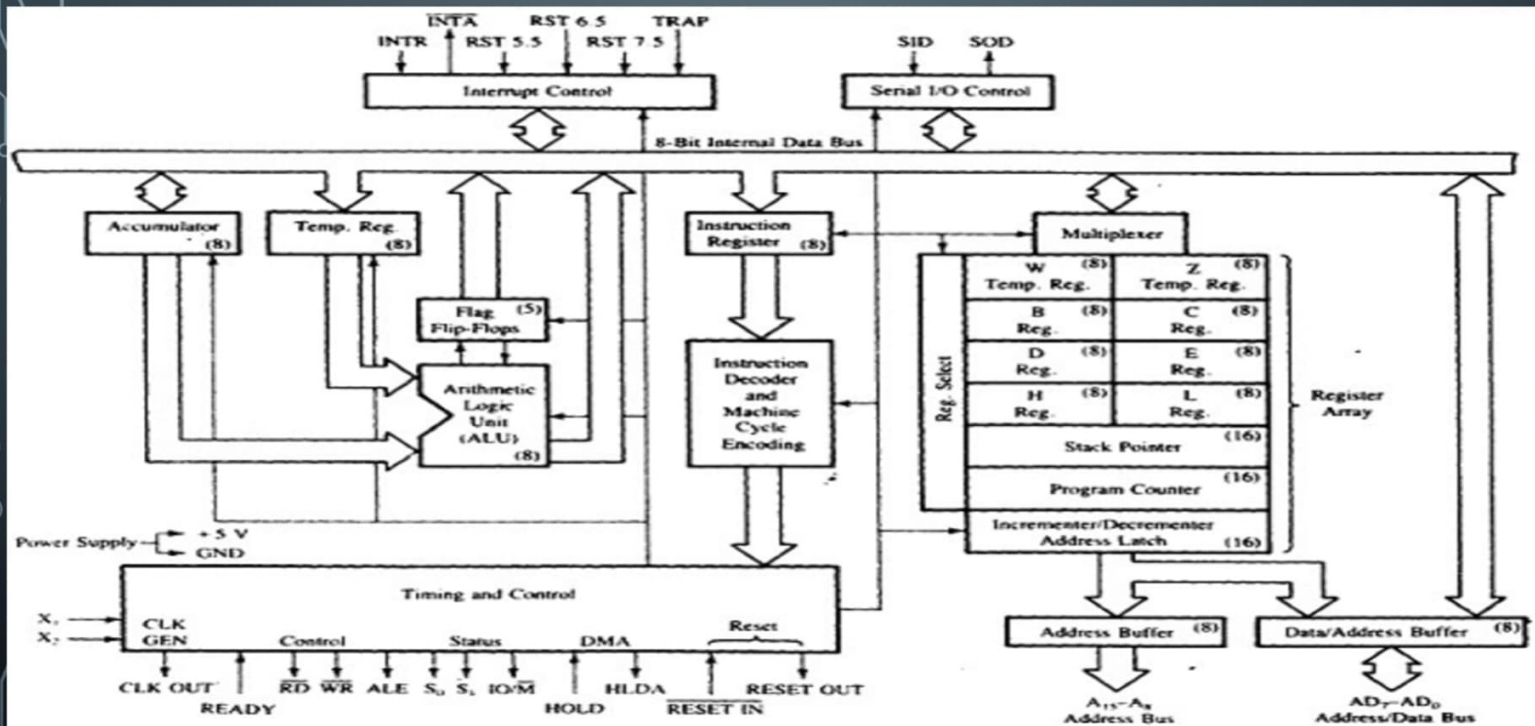 INTA RST 6.5 TRAP
INTR RST 5.5 RST 7.5 SID SOD
Interrupt Control
Serial I/O Control
8-Bit Internal Data Bus
Accumulator
(8)
Temp. Reg.
(8)
Instruction
Register (8)
Multiplexer
Flag (5)
Flip-Flops
Arithmetic
Logic
Unit
(ALU)
(8)
Instruction
Decoder
and
Machine
Cycle
Encoding
Reg. Select
W (8)
Temp. Reg.
Z (8)
Temp. Reg.
B (8)
Reg.
C (8)
Reg.
D (8)
Reg.
E (8)
Reg.
H (8)
Reg.
L (8)
Reg.
Stack Pointer (16)
Program Counter (16)
Incrementer/Decrementer
Address Latch (16)
Register
Array
Power Supply
+5 V
GND
Timing and Control
X₁
X₂
CLK
GEN
Control
Status
DMA
Reset
CLK OUT
READY
RD WR ALE S₀ S₁ IO/M
HOLD
HLDA
RESET IN
RESET OUT
Address Buffer (8)
Data/Address Buffer (8)
A₁₅-A₈
Address Bus
AD₇-AD₀
Address/Data Bus